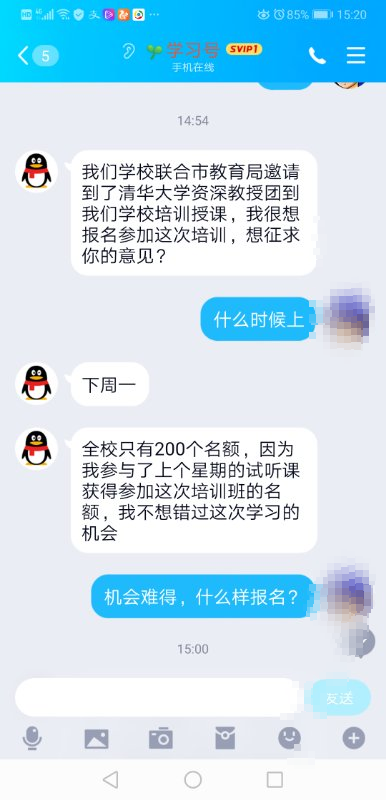 HD 4G 85% 15:20
5 学习号 SVIP1
手机在线
14:54
我们学校联合市教育局邀请
到了清华大学资深教授团到
我们学校培训授课，我很想
报名参加这次培训，想征求
你的意见？
什么时候上
下周一
全校只有200个名额，因为
我参与了上个星期的试听课
获得参加这次培训班的名
额，我不想错过这次学习的
机会
机会难得，什么样报名？
15:00
发送